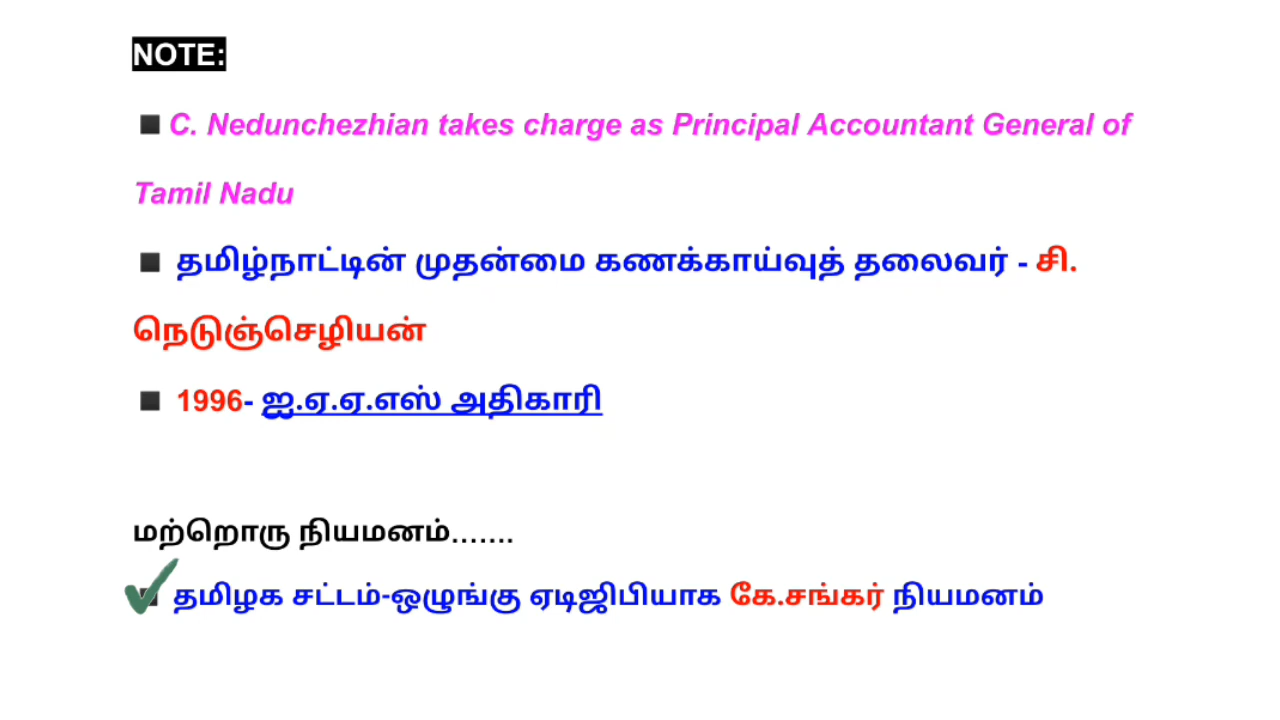 NOTE:
C. Nedunchezhian takes charge as Principal Accountant General of
Tamil Nadu
தமிழ்நாட்டின் முதன்மை கணக்காய்வுத் தலைவர் - சி.
நெடுஞ்செழியன்
1996- ஐ.ஏ.ஏ.எஸ் அதிகாரி
மற்றொரு நியமனம்.......
தமிழக சட்டம்-ஒழுங்கு ஏடிஜிபியாக கே.சங்கர் நியமனம்